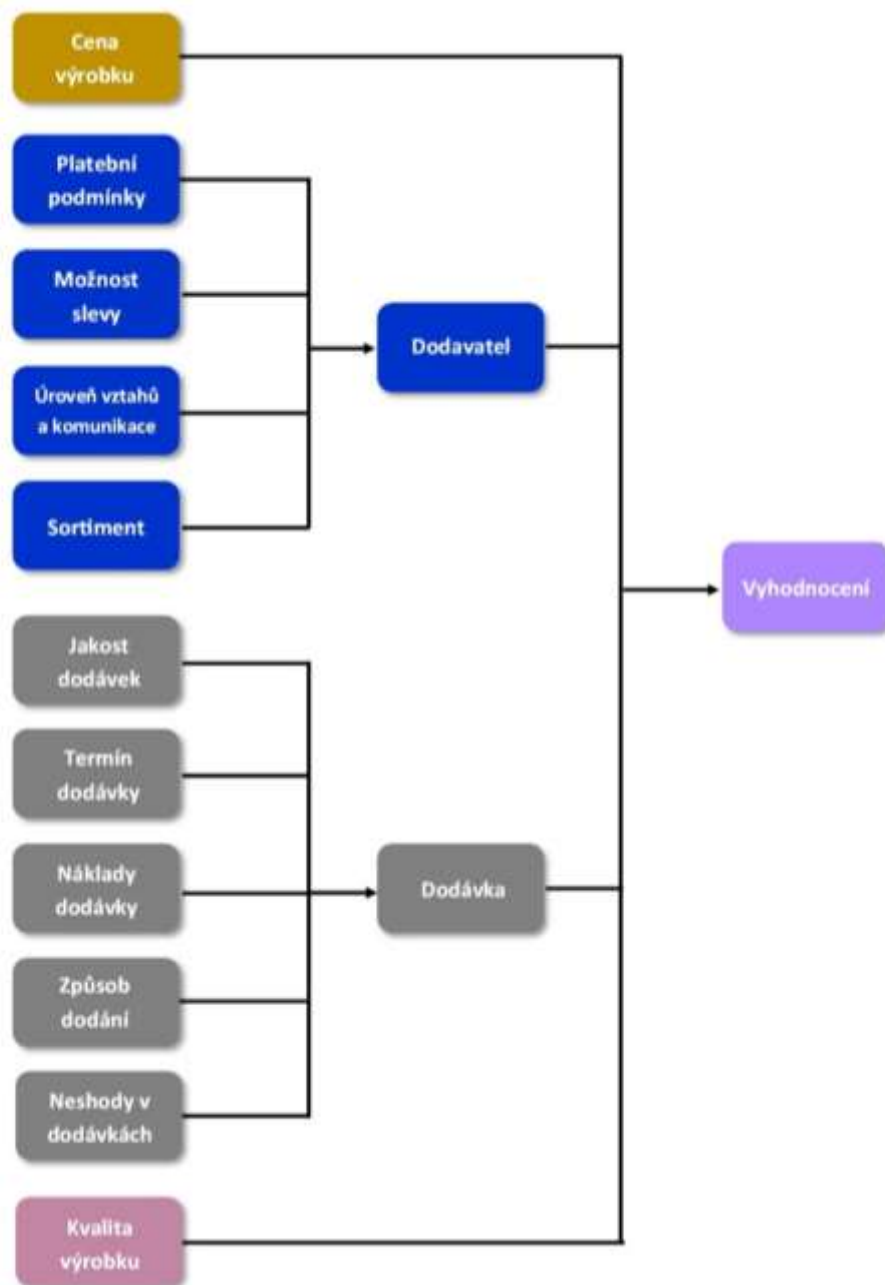 Cena
výrobku
Platební
podmínky
Možnost
slevy
Úroveň vztahů
a komunikace
Sortiment
Dodavatel
Vyhodnocení
Jakost
dodávek
Termín
dodávky
Náklady
dodávky
Způsob
dodání
Neshody v
dodávkách
Dodávka
Kvalita
výrobku